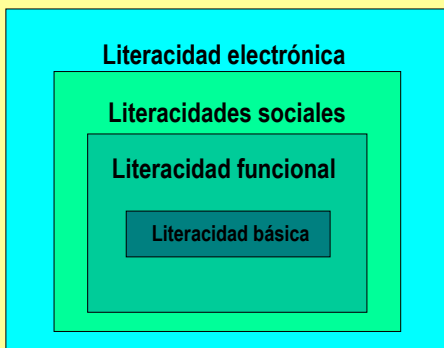 Literacidad electrónica
Literacidades sociales
Literacidad funcional
Literacidad básica